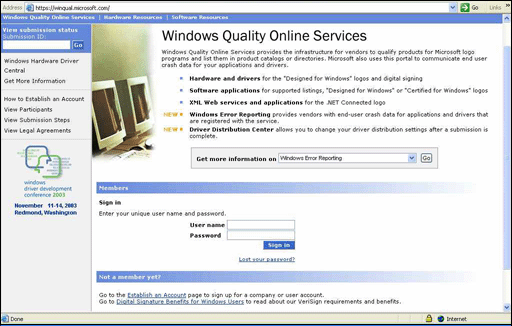 Address https://winqual.microsoft.com/ Go Links
Windows Quality Online Services | Hardware Resources | Software Resources
View submission status
Submission ID:
Go
Windows Hardware Driver
Central
Get More Information
How to Establish an Account
View Participants
View Submission Steps
View Legal Agreements
windows
driver development
conference 2003
November 11-14, 2003
Redmond, Washington
Windows Quality Online Services
Windows Quality Online Services provides the infrastructure for vendors to qualify products for Microsoft logo
programs and list them in product catalogs or directories. Microsoft also uses this portal to communicate end user
crash data for your applications and drivers.
Hardware and drivers for the "Designed for Windows" logos and digital signing
Software applications for supported listings, "Designed for Windows" or "Certified for Windows" logos
XML Web services and applications for the .NET Connected logo
NEW Windows Error Reporting provides vendors with end-user crash data for applications and drivers
that are registered with the service.
NEW Driver Distribution Center allows you to change your driver distribution settings after a submission is
complete.
Get more information on Windows Error Reporting Go
Members
Sign in
Enter your unique user name and password.
User name
Password
Sign in
Lost your password?
Not a member yet?
Go to the Establish an Account page to sign up for a company or user account.
Go to Digital Signature Benefits for Windows Users to read about our VeriSign requirements and benefits.
Done Internet